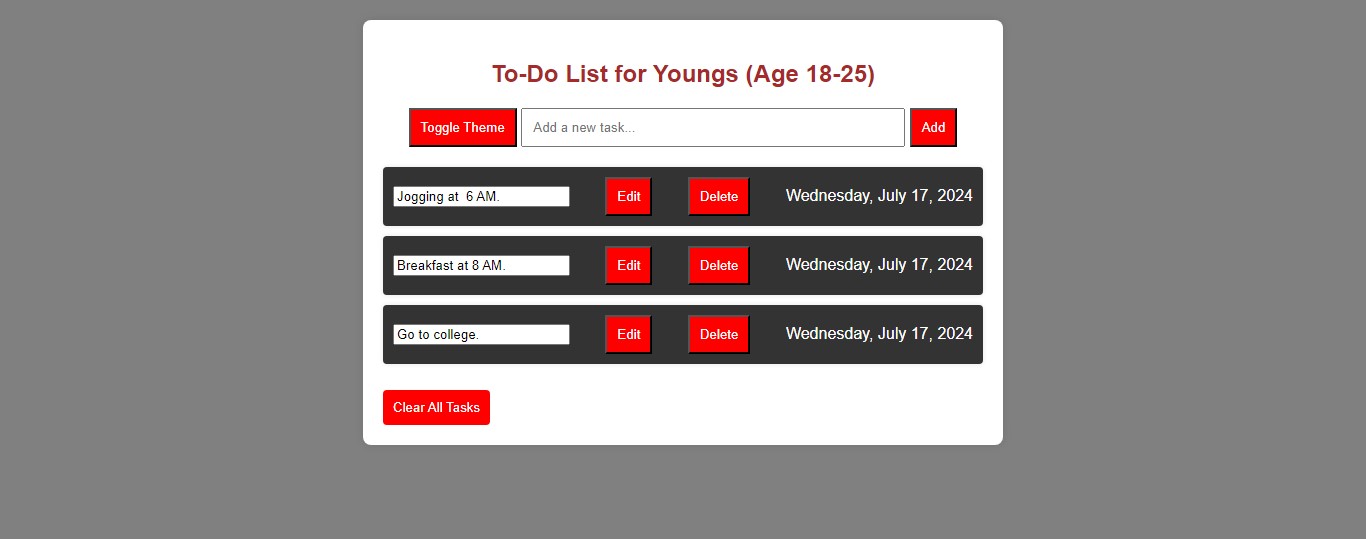 To-Do List for Youngs (Age 18-25)
Toggle Theme Add a new task... Add
Jogging at  6 AM. Edit Delete Wednesday, July 17, 2024
Breakfast at 8 AM. Edit Delete Wednesday, July 17, 2024
Go to college. Edit Delete Wednesday, July 17, 2024
Clear All Tasks